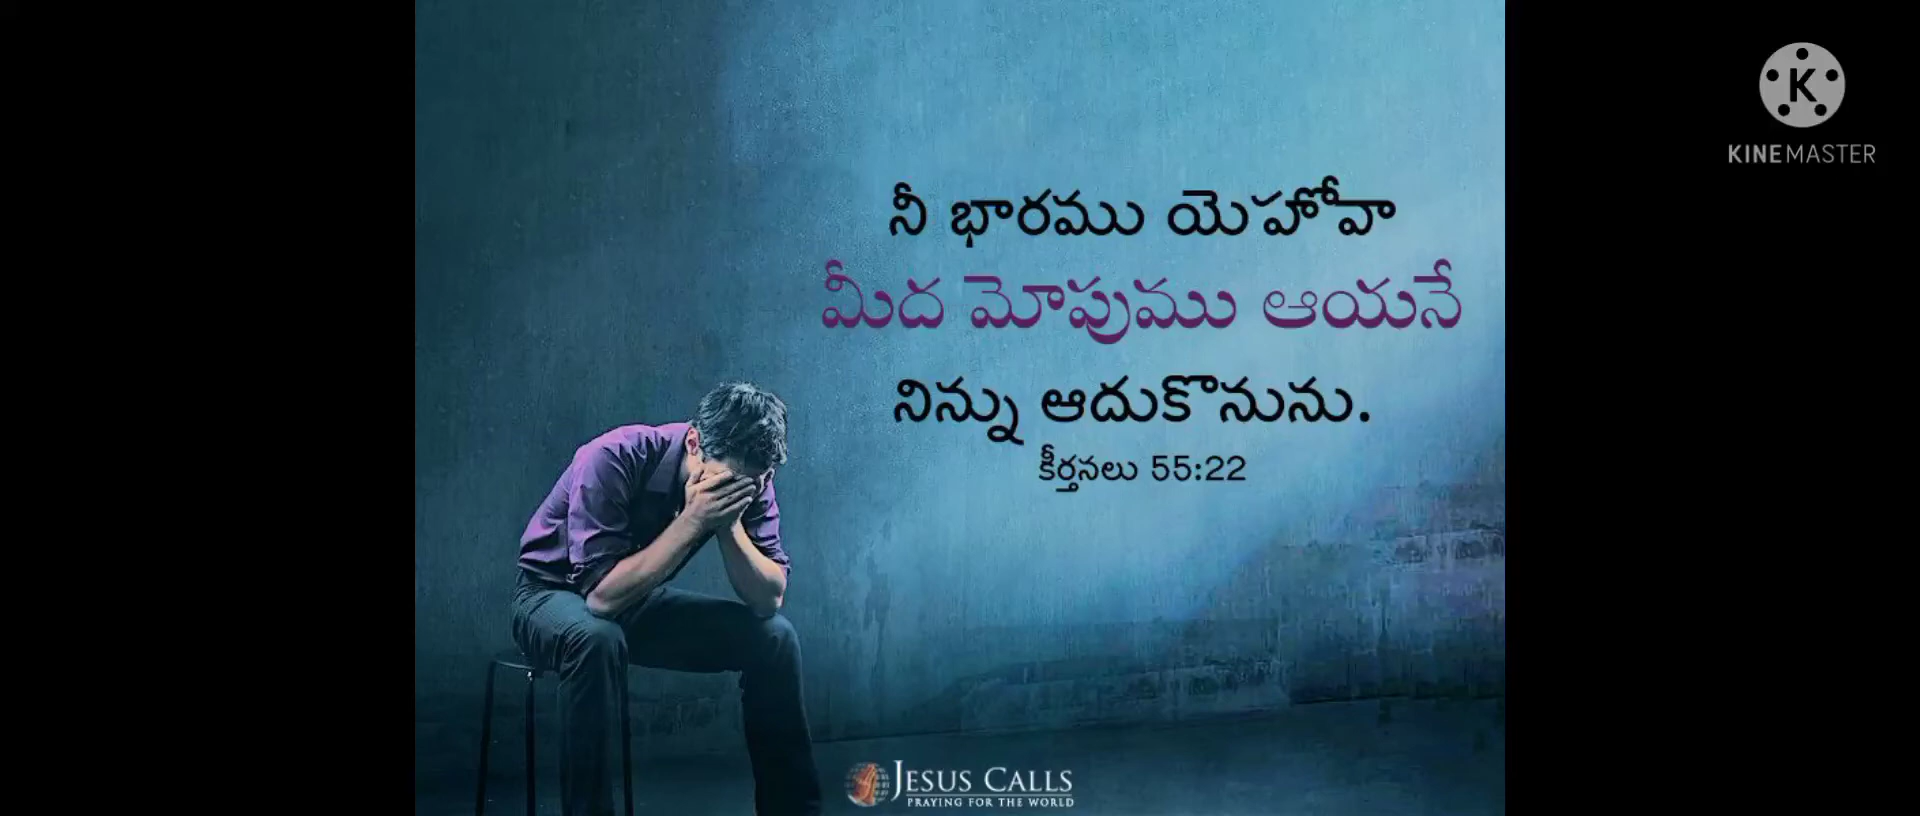 నీ భారము యెహోవా
మీద మోపుము ఆయనే
నిన్ను ఆదుకొనును.
కీర్తనలు 55:22
JESUS CALLS
PRAYING FOR THE WORLD
K
KINEMASTER